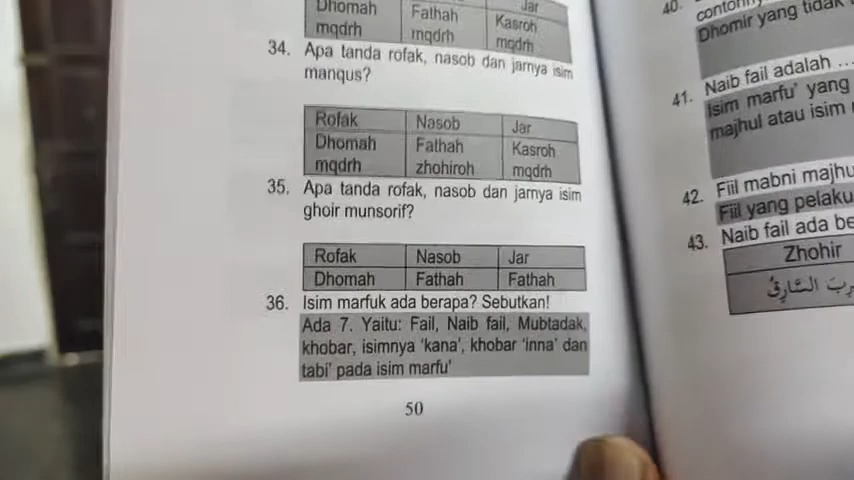 Dhomah Fathah Jar
mqdrh mqdrh Kasroh
mqdrh
34. Apa tanda rofak, nasob dan jarnya isim
manqus?
Rofak Nasob Jar
Dhomah Fathah Kasroh
mqdrh zhohiroh mqdrh
35. Apa tanda rofak, nasob dan jarnya isim
ghoir munsorif?
Rofak Nasob Jar
Dhomah Fathah Fathah
36. Isim marfuk ada berapa? Sebutkan!
Ada 7. Yaitu: Fail, Naib fail, Mubtadak,
khobar, isimnya 'kana', khobar 'inna' dan
tabi' pada isim marfu'
50
40.
Dhomir yang tidak
41. Naib fail adalah ...
Isim marfu' yang
majhul atau isim
42. Fiil mabni majhu
Fiil yang pelaku
43. Naib fail ada be
Zhohir
السَّارِقُ